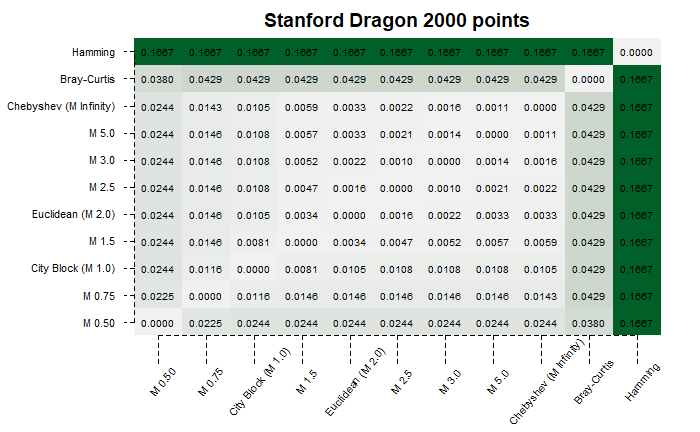 Stanford Dragon 2000 points
Hamming 0.1667 0.1667 0.1667 0.1667 0.1667 0.1667 0.1667 0.1667 0.1667 0.1667 0.0000
Bray-Curtis 0.0380 0.0429 0.0429 0.0429 0.0429 0.0429 0.0429 0.0429 0.0429 0.0000 0.1667
Chebyshev (M Infinity) 0.0244 0.0143 0.0105 0.0059 0.0033 0.0022 0.0016 0.0011 0.0000 0.0429 0.1667
M 5.0 0.0244 0.0146 0.0108 0.0057 0.0033 0.0021 0.0014 0.0000 0.0011 0.0429 0.1667
M 3.0 0.0244 0.0146 0.0108 0.0052 0.0022 0.0010 0.0000 0.0014 0.0016 0.0429 0.1667
M 2.5 0.0244 0.0146 0.0108 0.0047 0.0016 0.0000 0.0010 0.0021 0.0022 0.0429 0.1667
Euclidean (M 2.0) 0.0244 0.0146 0.0105 0.0034 0.0000 0.0016 0.0022 0.0033 0.0033 0.0429 0.1667
M 1.5 0.0244 0.0146 0.0081 0.0000 0.0034 0.0047 0.0052 0.0057 0.0059 0.0429 0.1667
City Block (M 1.0) 0.0244 0.0116 0.0000 0.0081 0.0105 0.0108 0.0108 0.0108 0.0105 0.0429 0.1667
M 0.75 0.0225 0.0000 0.0116 0.0146 0.0146 0.0146 0.0146 0.0146 0.0143 0.0429 0.1667
M 0.50 0.0000 0.0225 0.0244 0.0244 0.0244 0.0244 0.0244 0.0244 0.0244 0.0380 0.1667
M 0.50
M 0.75
City Block (M 1.0)
M 1.5
Euclidean (M 2.0)
M 2.5
M 3.0
M 5.0
Chebyshev (M Infinity)
Bray-Curtis
Hamming